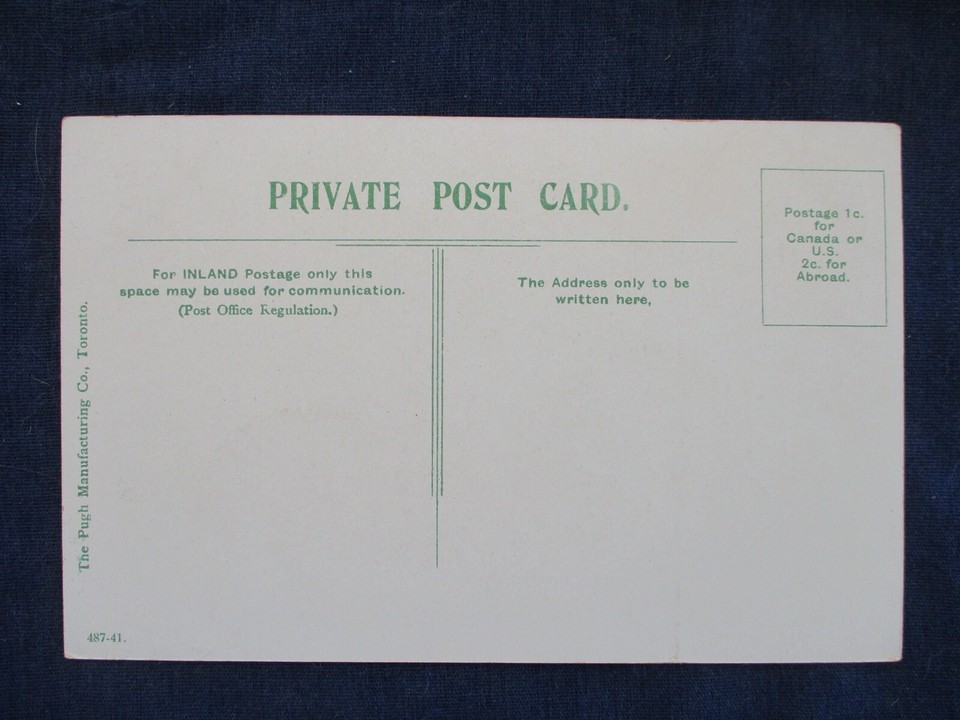 PRIVATE POST CARD.
Postage 1c.
for
Canada or
U.S.
2c. for
Abroad.
For INLAND Postage only this
space may be used for communication.
(Post Office Regulation.)
The Address only to be
written here,
The Pugh Manufacturing Co., Toronto.
487-41.